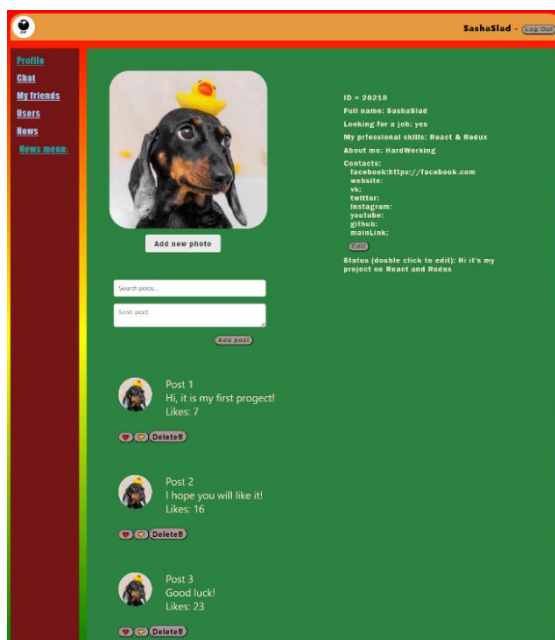 SashaSlad - Log Out
Profile
Chat
My friends
Users
News
News menu:
ID = 28218
Full name: SashaSlad
Looking for a job: yes
My prfessional skills: React & Redux
About me: HardWorking
Contacts:
facebook:https://facebook.com
website:
vk:
twitter:
instagram:
youtube:
github:
mainLink:
Edit
Status (double click to edit): Hi it's my
project on React and Redux
Add new photo
Search posts...
Send post
Add post
Post 1
Hi, it is my first progect!
Likes: 7
Delete!!
Post 2
I hope you will like it!
Likes: 16
Delete!!
Post 3
Good luck!
Likes: 23
Delete!!